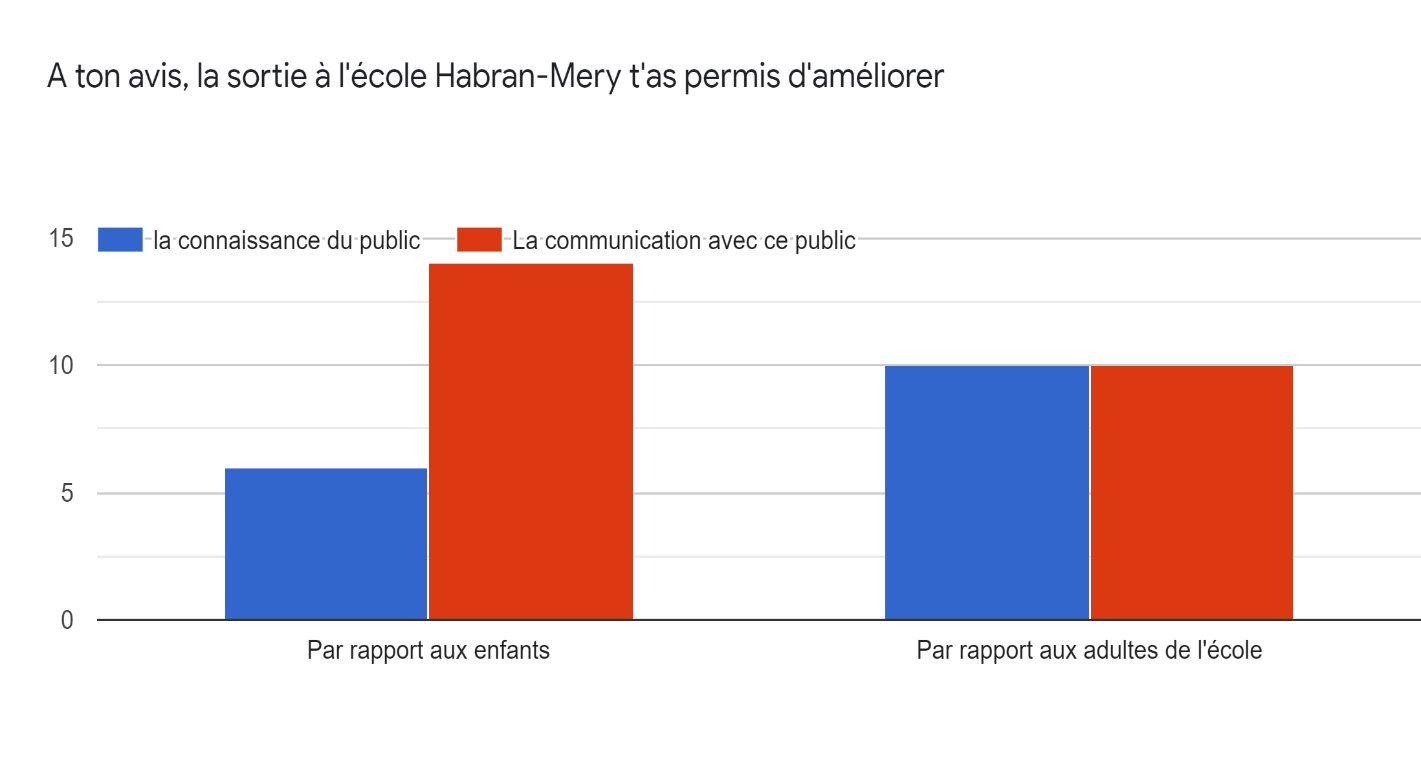 A ton avis, la sortie à l'école Habran-Mery t'as permis d'améliorer
15
la connaissance du public
La communication avec ce public
10
5
0
Par rapport aux enfants
Par rapport aux adultes de l'école